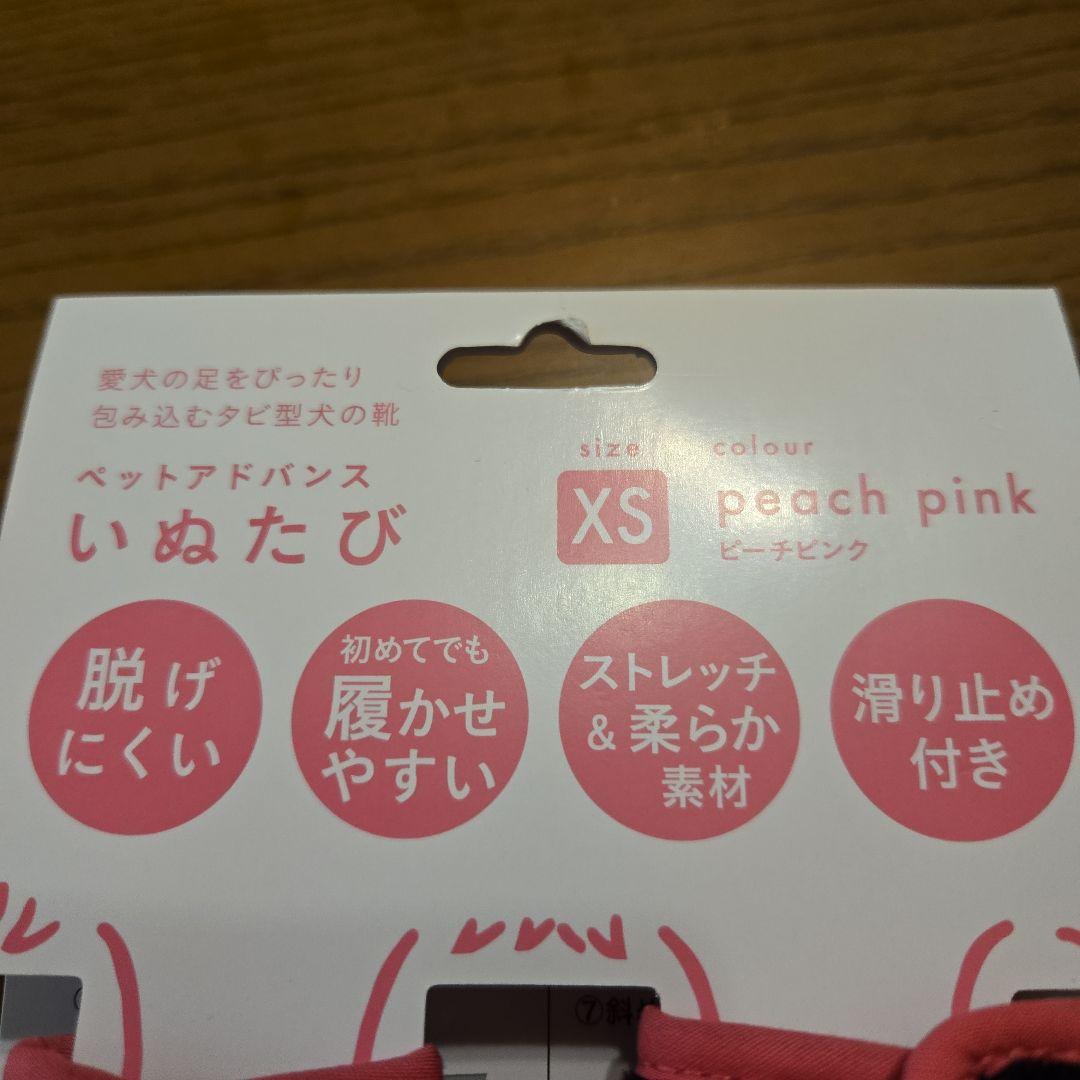 愛犬の足をぴったり
包み込むタビ型犬の靴
ペットアドバンス
いぬたび
size
XS
colour
peach pink
ピーチピンク
脱げ
にくい
初めてでも
履かせ
やすい
ストレッチ
&柔らか
素材
滑り止め
付き
⑦斜